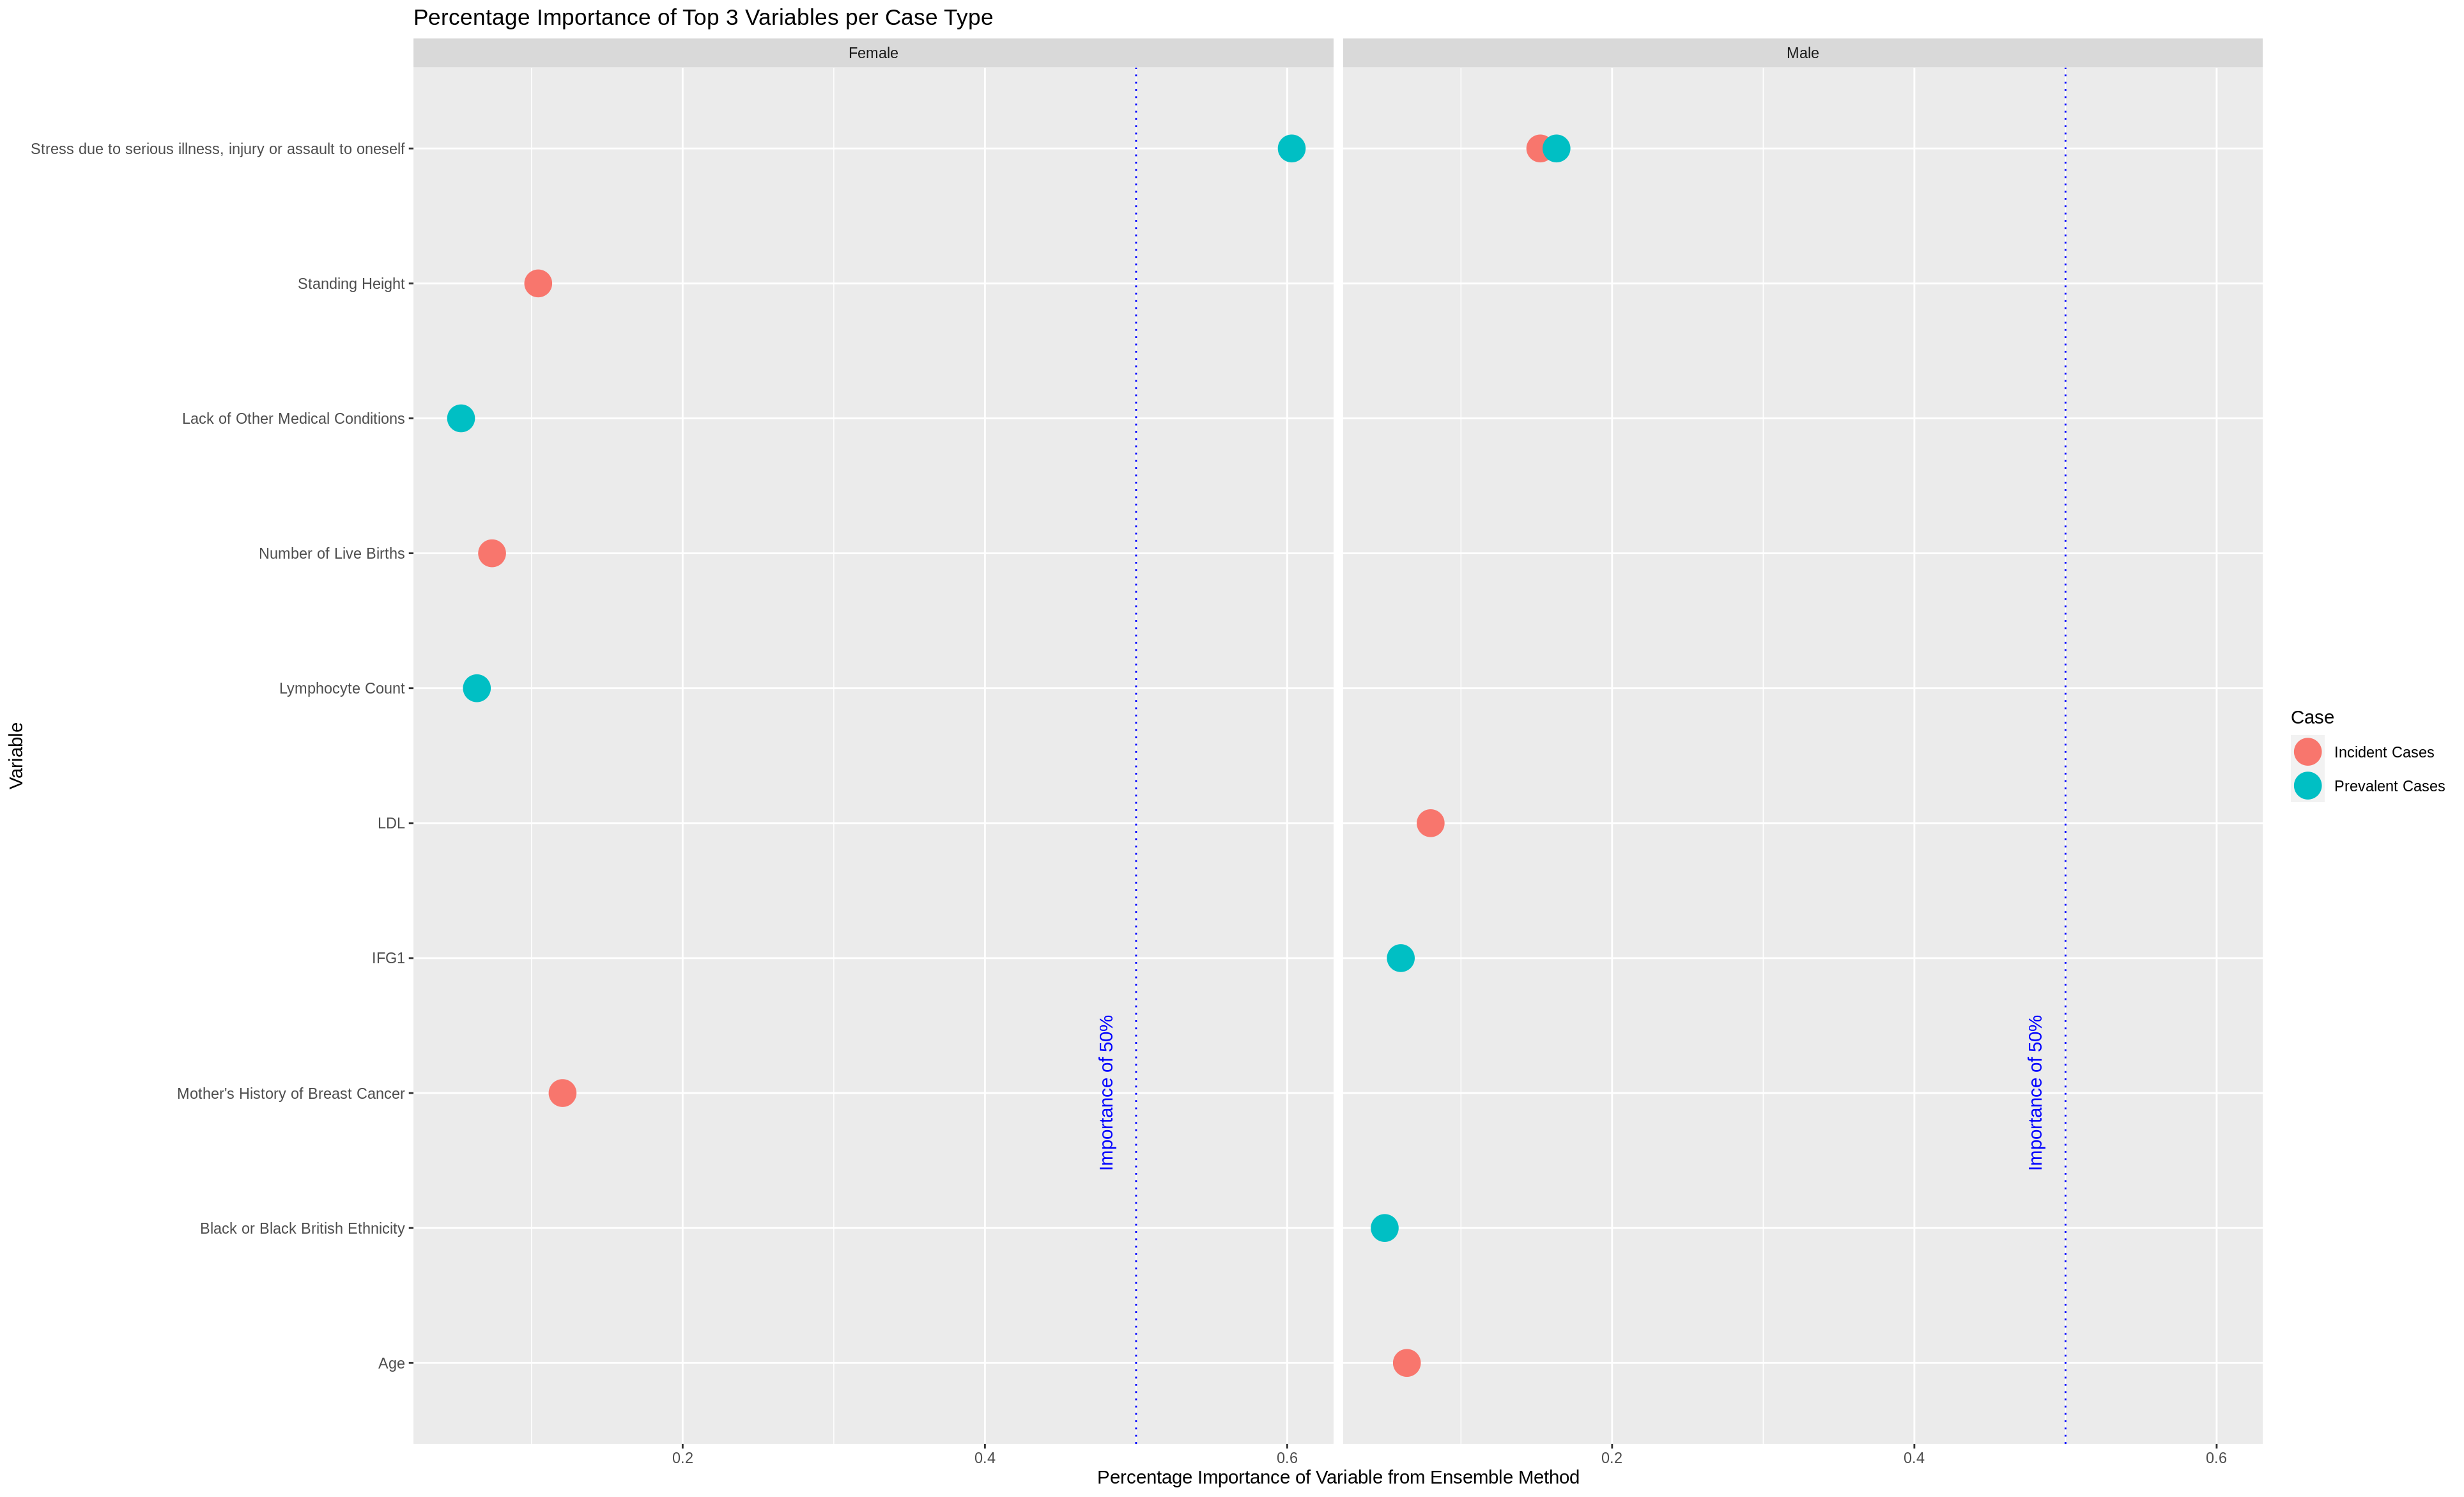 Percentage Importance of Top 3 Variables per Case Type
Female
Male
Stress due to serious illness, injury or assault to oneself
Standing Height
Lack of Other Medical Conditions
Number of Live Births
Lymphocyte Count
LDL
IFG1
Mother's History of Breast Cancer
Black or Black British Ethnicity
Age
Variable
Importance of 50%
Importance of 50%
0.2
0.4
0.6
0.2
0.4
0.6
Percentage Importance of Variable from Ensemble Method
Case
Incident Cases
Prevalent Cases